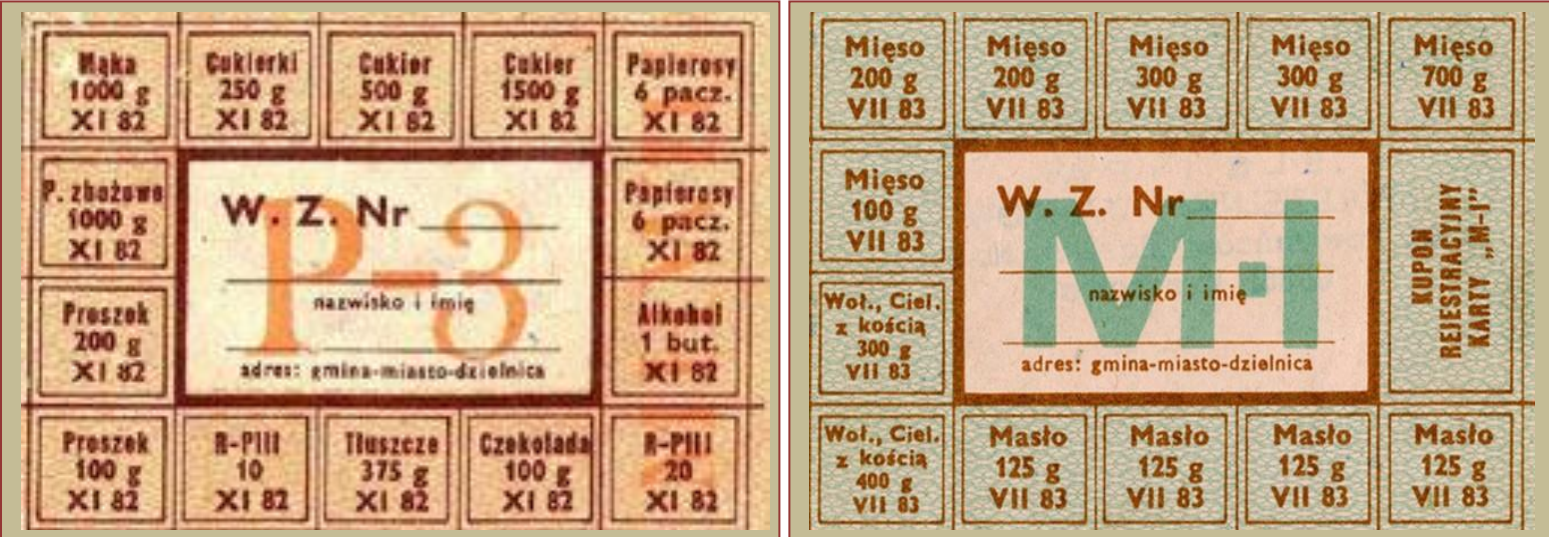 Mąka
1000 g
XI 82
Cukierki
250 g
XI 82
Cukier
500 g
XI 82
Cukier
1500 g
XI 82
Papierosy
6 pacz.
XI 82
P. zbożowe
1000 g
XI 82
W. Z. Nr
P-3
nazwisko i imię
adres: gmina-miasto-dzielnica
Papierosy
6 pacz.
XI 82
Proszek
200 g
XI 82
Alkohol
1 but.
XI 82
Proszek
100 g
XI 82
R-PIII
10
XI 82
Tłuszcze
375 g
XI 82
Czekolada
100 g
XI 82
R-PIII
20
XI 82
Mięso
200 g
VII 83
Mięso
200 g
VII 83
Mięso
300 g
VII 83
Mięso
300 g
VII 83
Mięso
700 g
VII 83
Mięso
100 g
VII 83
W. Z. Nr
M-I
nazwisko i imię
adres: gmina-miasto-dzielnica
KUPON
REJESTRACYJNY
KARTY „M-I”
Woł., Ciel.
z kością
300 g
VII 83
Woł., Ciel.
z kością
400 g
VII 83
Masło
125 g
VII 83
Masło
125 g
VII 83
Masło
125 g
VII 83
Masło
125 g
VII 83